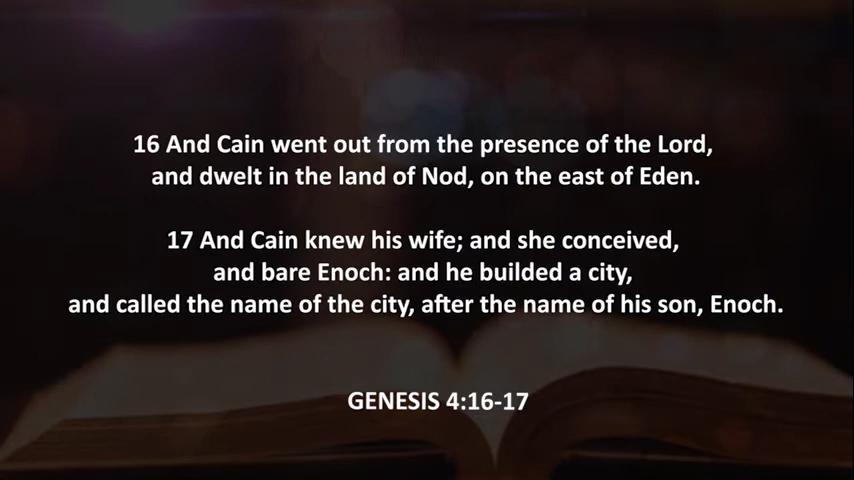 16 And Cain went out from the presence of the Lord,
and dwelt in the land of Nod, on the east of Eden.
17 And Cain knew his wife; and she conceived,
and bare Enoch: and he builded a city,
and called the name of the city, after the name of his son, Enoch.
GENESIS 4:16-17